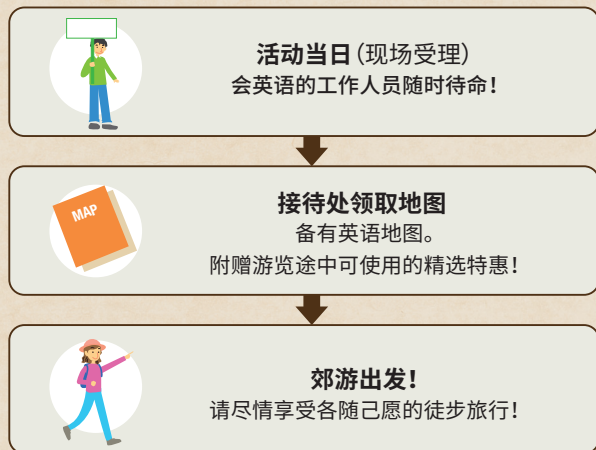 活动当日（现场受理）
会英语的工作人员随时待命！
MAP
接待处领取地图
备有英语地图。
附赠游览途中可使用的精选特惠！
郊游出发！
请尽情享受各随己愿的徒步旅行！